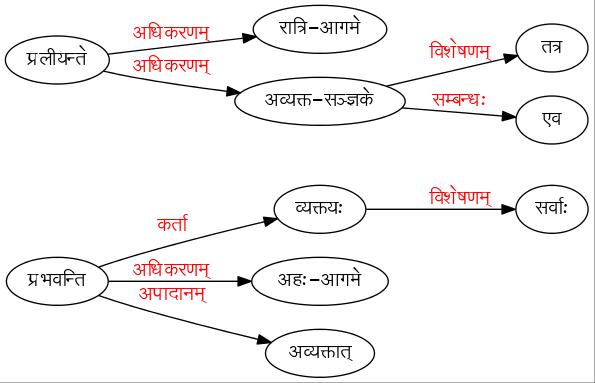 रात्रि-आगमे
अधिकरणम्
प्रलीयन्ते
अधिकरणम्
विशेषणम्
तत्र
अव्यक्त-सञ्ज्ञके
सम्बन्धः
एव
कर्ता
व्यक्तयः
विशेषणम्
सर्वाः
प्रभवन्ति
अधिकरणम्
अहः-आगमे
अपादानम्
अव्यक्तात्